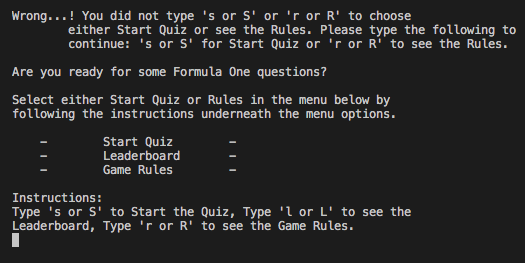 Wrong...! You did not type 's or S' or 'r or R' to choose
either Start Quiz or see the Rules. Please type the following to
continue: 's or S' for Start Quiz or 'r or R' to see the Rules.
Are you ready for some Formula One questions?
Select either Start Quiz or Rules in the menu below by
following the instructions underneath the menu options.
- Start Quiz -
- Leaderboard -
- Game Rules -
Instructions:
Type 's or S' to Start the Quiz, Type 'l or L' to see the
Leaderboard, Type 'r or R' to see the Game Rules.